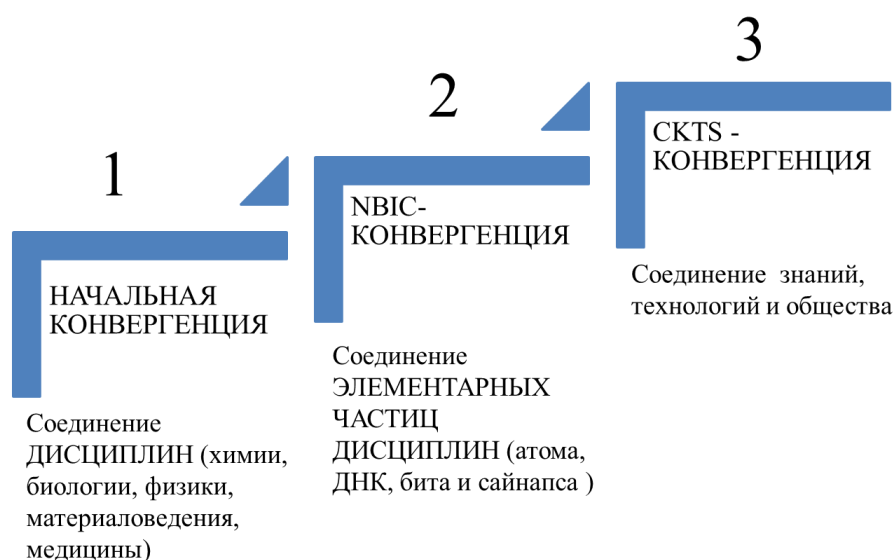 1
НАЧАЛЬНАЯ
КОНВЕРГЕНЦИЯ
Соединение
ДИСЦИПЛИН (химии,
биологии, физики,
материаловедения,
медицины)
2
NBIC-
КОНВЕРГЕНЦИЯ
Соединение
ЭЛЕМЕНТАРНЫХ
ЧАСТИЦ
ДИСЦИПЛИН (атома,
ДНК, бита и сайнапса )
3
CKTS -
КОНВЕРГЕНЦИЯ
Соединение знаний,
технологий и общества